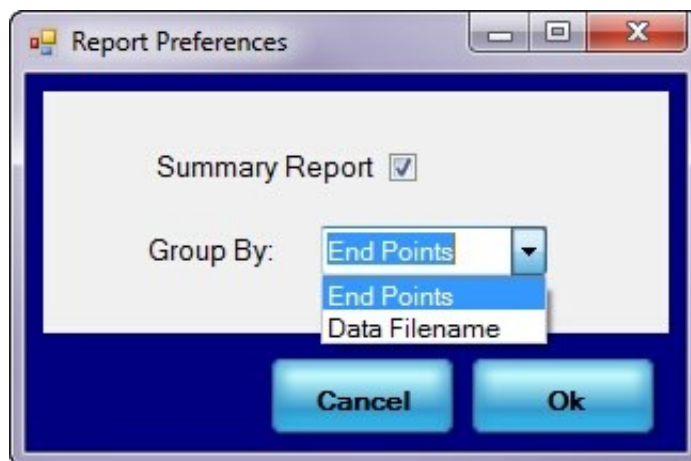 Report Preferences
Summary Report
Group By: End Points
End Points
Data Filename
Cancel Ok